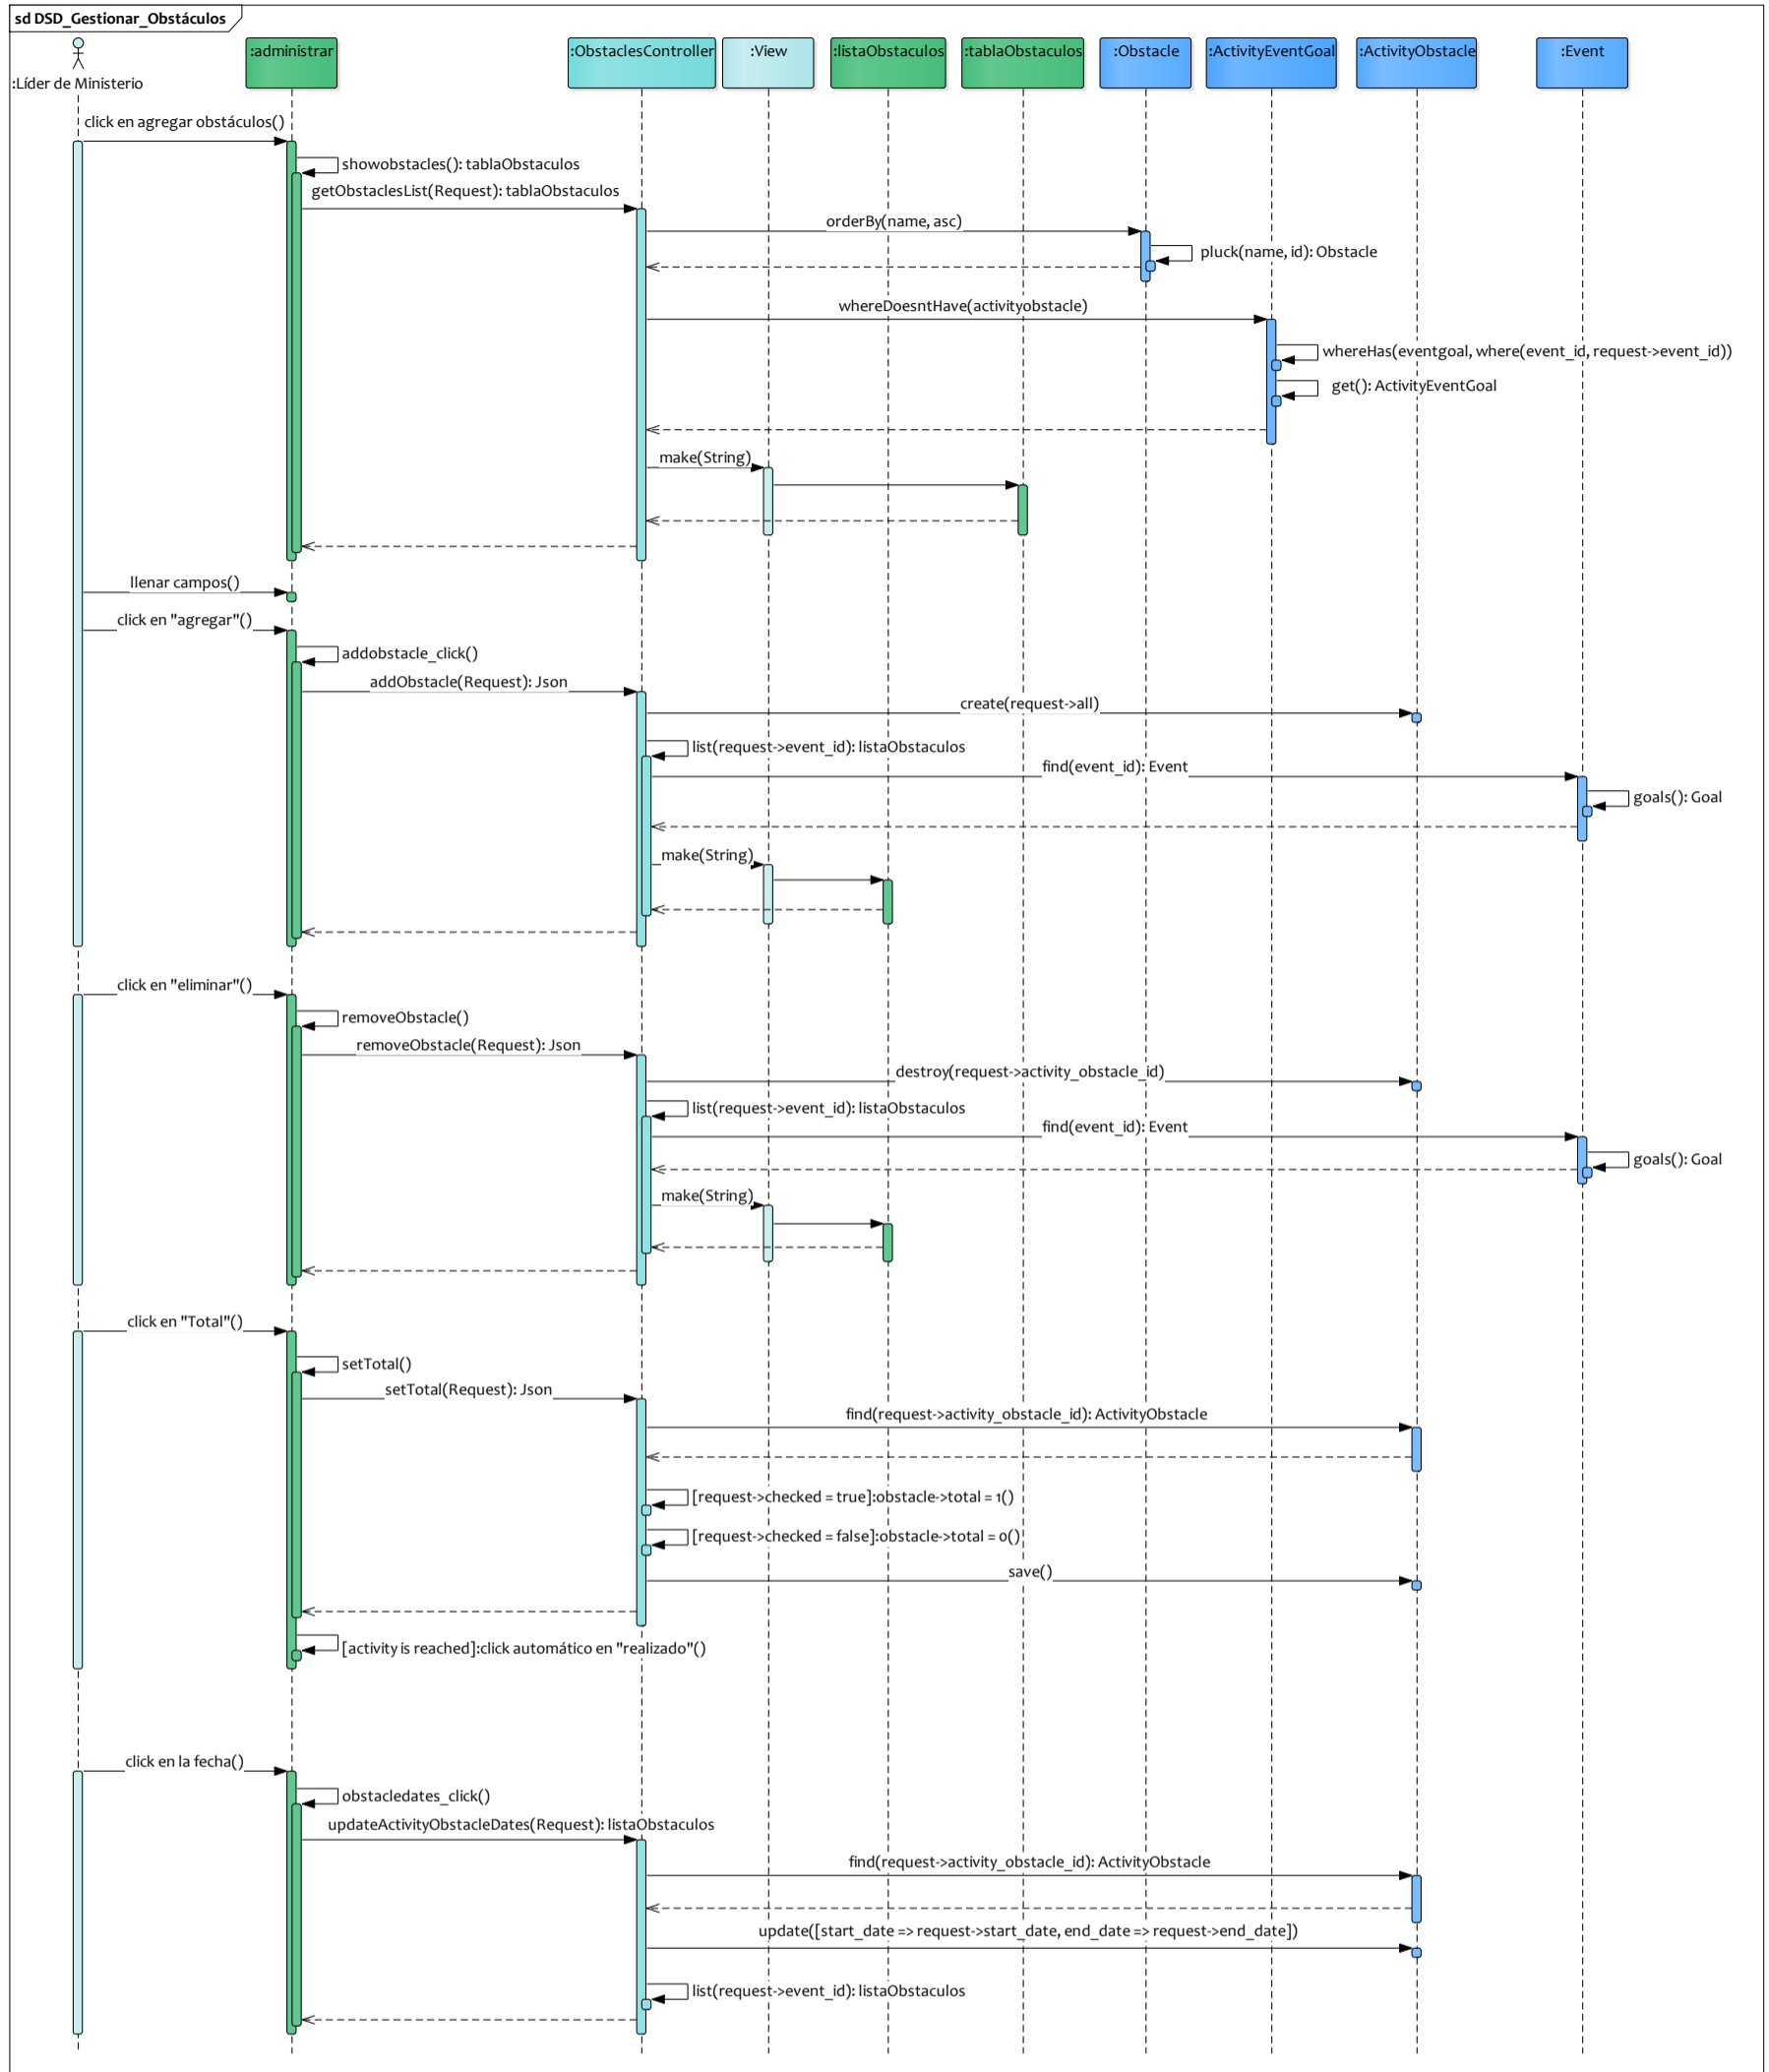 sd DSD_Gestionar_Obstáculos
:Líder de Ministerio
:administrar
:ObstaclesController
:View
:listaObstaculos
:tablaObstaculos
:Obstacle
:ActivityEventGoal
:ActivityObstacle
:Event
click en agregar obstáculos()
showobstacles(): tablaObstaculos
getObstaclesList(Request): tablaObstaculos
orderBy(name, asc)
pluck(name, id): Obstacle
whereDoesntHave(activityobstacle)
whereHas(eventgoal, where(event_id, request->event_id))
get(): ActivityEventGoal
make(String)
llenar campos()
click en "agregar"()
addobstacle_click()
addObstacle(Request): Json
create(request->all)
list(request->event_id): listaObstaculos
find(event_id): Event
goals(): Goal
make(String)
click en "eliminar"()
removeObstacle()
removeObstacle(Request): Json
destroy(request->activity_obstacle_id)
list(request->event_id): listaObstaculos
find(event_id): Event
goals(): Goal
make(String)
click en "Total"()
setTotal()
setTotal(Request): Json
find(request->activity_obstacle_id): ActivityObstacle
[request->checked = true]:obstacle->total = 1()
[request->checked = false]:obstacle->total = 0()
save()
[activity is reached]:click automático en "realizado"()
click en la fecha()
obstacledates_click()
updateActivityObstacleDates(Request): listaObstaculos
find(request->activity_obstacle_id): ActivityObstacle
update([start_date => request->start_date, end_date => request->end_date])
list(request->event_id): listaObstaculos